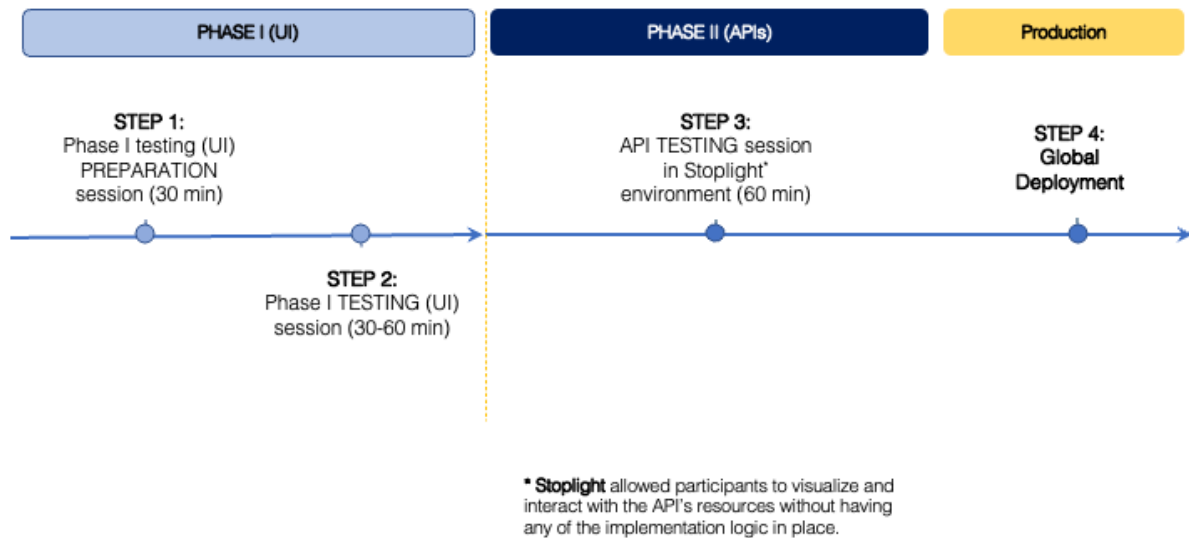 PHASE I (UI)
PHASE II (APIs)
Production
STEP 1:
Phase I testing (UI)
PREPARATION
session (30 min)
STEP 2:
Phase I TESTING (UI)
session (30-60 min)
STEP 3:
API TESTING session
in Stoplight*
environment (60 min)
STEP 4:
Global
Deployment
* Stoplight allowed participants to visualize and
interact with the API's resources without having
any of the implementation logic in place.